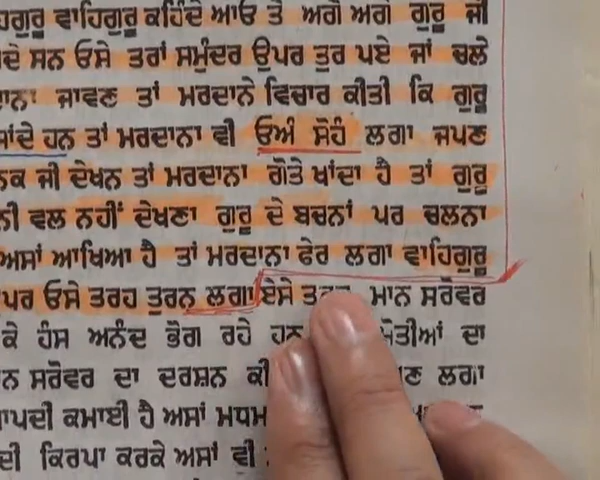 ਵਾਹਿਗੁਰੂ ਕਹਿੰਦੇ ਆਓ ਤੇ ਅਗੇ ਅਗੇ ਗੁਰੂ ਜੀ
ਸਨ ਓਸੇ ਤਰਾਂ ਸਮੁੰਦਰ ਉਪਰ ਤੁਰ ਪਏ ਜਾਂ ਚਲੇ
ਜਾਵਣ ਤਾਂ ਮਰਦਾਨੇ ਵਿਚਾਰ ਕੀਤੀ ਕਿ ਗੁਰੂ
ਹਨ ਤਾਂ ਮਰਦਾਨਾ ਵੀ ਓਅੰ ਸੋਹੰ ਲਗਾ ਜਪਣ
ਜੀ ਦੇਖਨ ਤਾਂ ਮਰਦਾਨਾ ਗੋਤੇ ਖਾਂਦਾ ਹੈ ਤਾਂ ਗੁਰੂ
ਵਲ ਨਹੀਂ ਦੇਖਣਾ ਗੁਰੂ ਦੇ ਬਚਨਾਂ ਪਰ ਚਲਨਾ
ਅਸਾਂ ਆਖਿਆ ਹੈ ਤਾਂ ਮਰਦਾਨਾ ਫੇਰ ਲਗਾ ਵਾਹਿਗੁਰੂ
ਓਸੇ ਤਰਹ ਤੁਰਨ ਲਗਾ ਏਸੇ ਮਾਨ ਸਰੋਵਰ
ਕੇ ਹੰਸ ਅਨੰਦ ਭੋਗ ਰਹੇ ਹਨ ਮੋਤੀਆਂ ਦਾ
ਸਰੋਵਰ ਦਾ ਦਰਸ਼ਨ ਲਗਾ
ਕਮਾਈ ਹੈ ਅਸਾਂ
ਕਿਰਪਾ ਕਰਕੇ ਅਸਾਂ ਵੀ